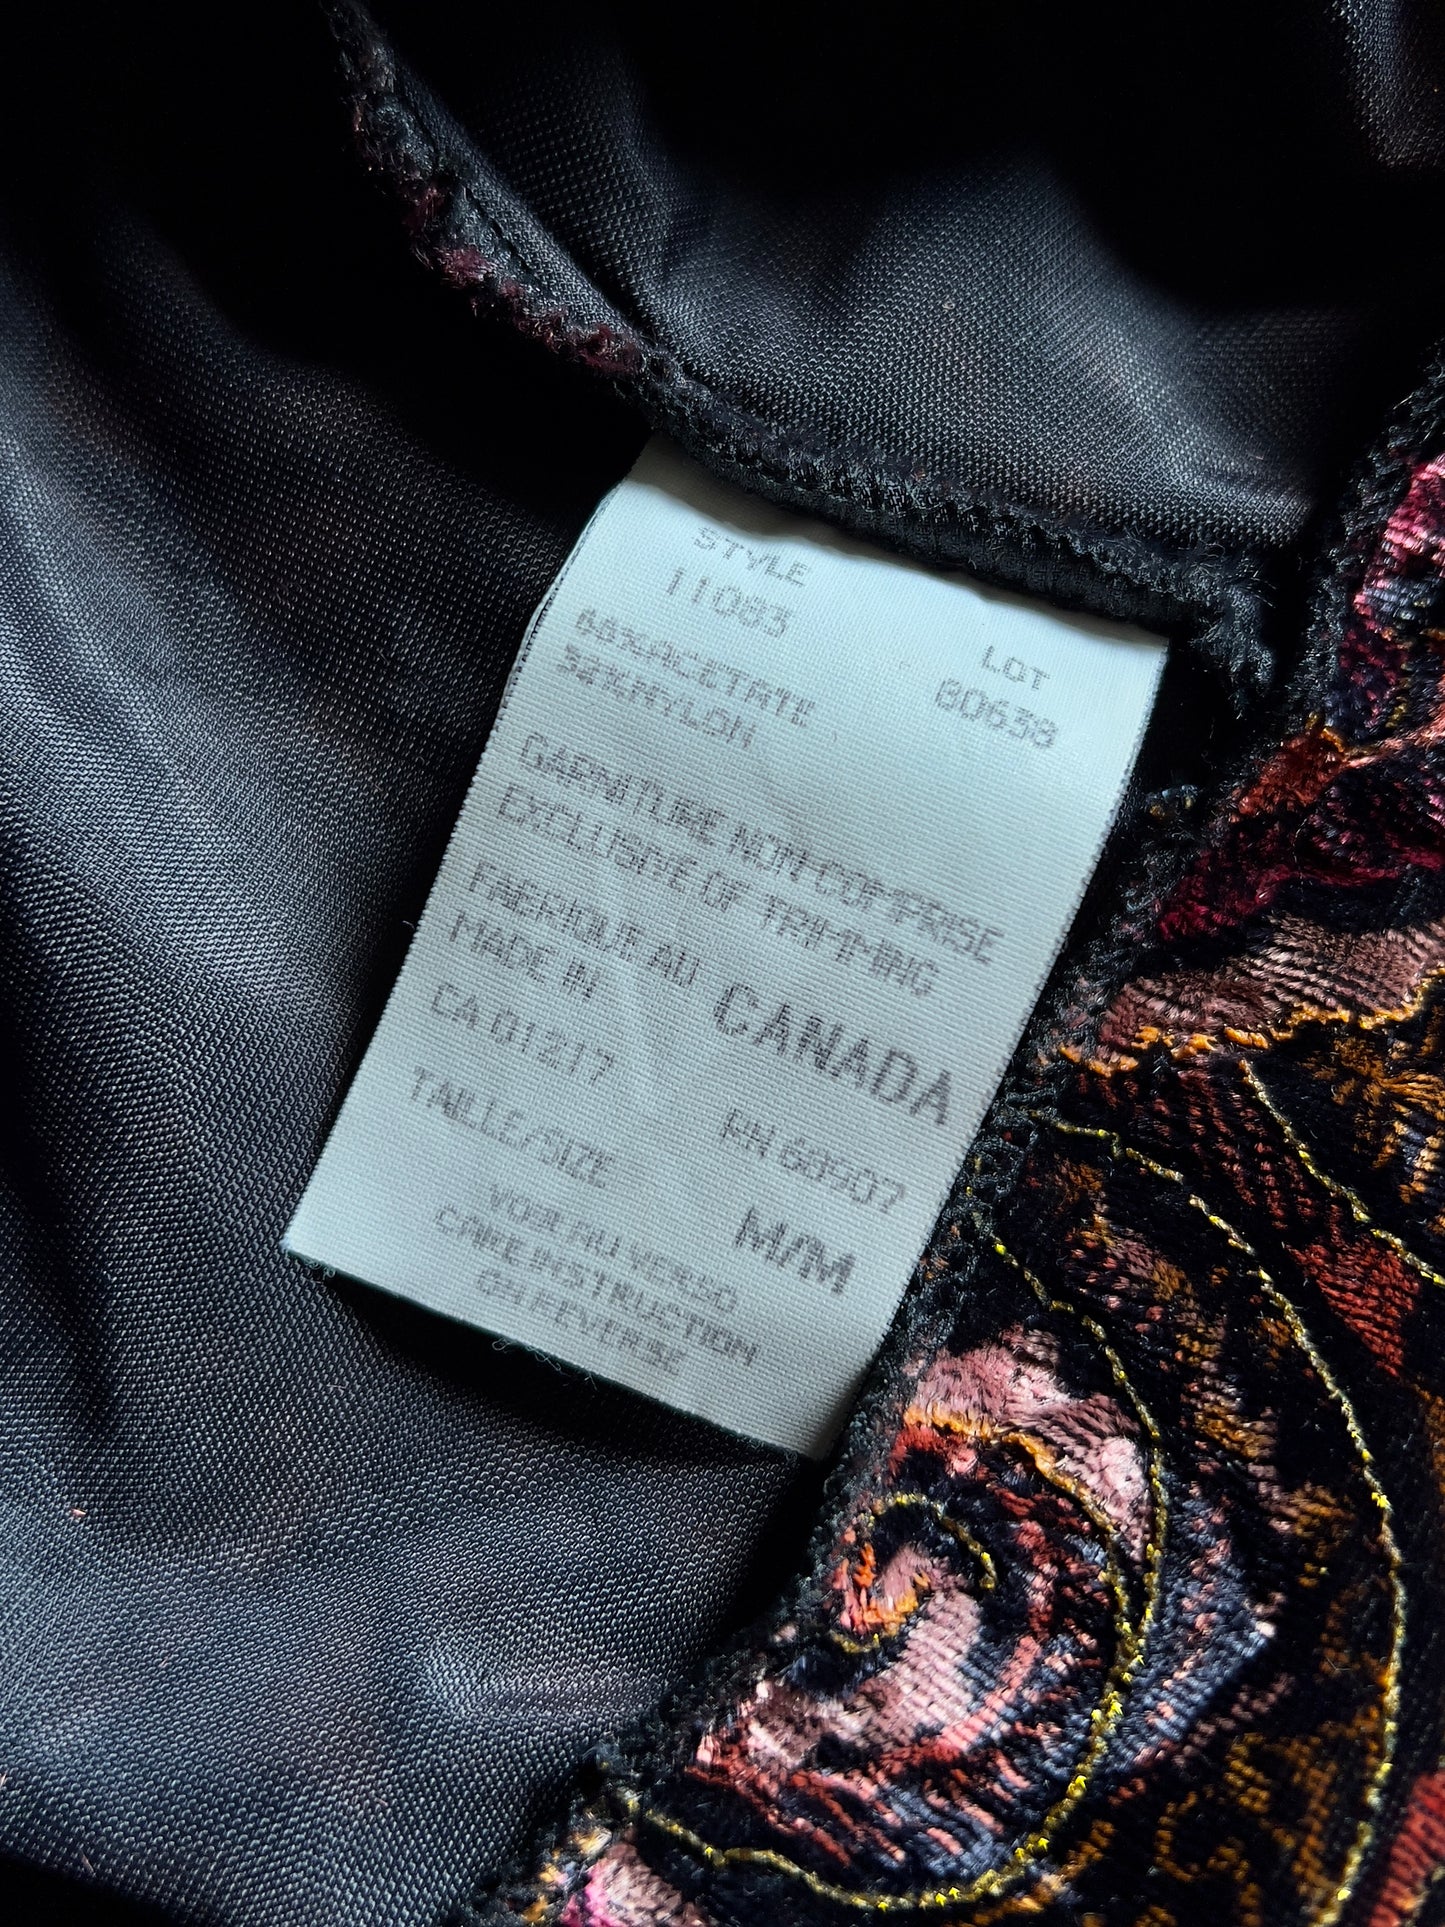 STYLE
11083
LOT
80638
68%ACETATE
32%NYLON
GARNITURE NON COMPRISE
EXCLUSIVE OF TRIMMING
FABRIQUE AU
MADE IN CANADA
CA 01217 RN 60907
TAILLE/SIZE M/M
VOIR AU VERSO
CARE INSTRUCTION
ON REVERSE